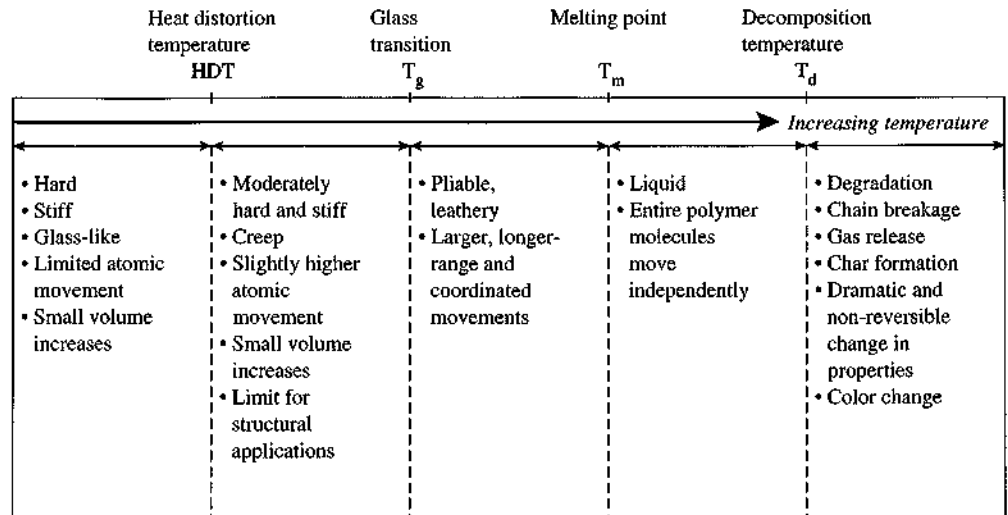 Heat distortion
temperature
HDT
Glass
transition
Tg
Melting point
Tm
Decomposition
temperature
Td
Increasing temperature
• Hard
• Stiff
• Glass-like
• Limited atomic
movement
• Small volume
increases
• Moderately
hard and stiff
• Creep
• Slightly higher
atomic
movement
• Small volume
increases
• Limit for
structural
applications
• Pliable,
leathery
• Larger, longer-
range and
coordinated
movements
• Liquid
• Entire polymer
molecules
move
independently
• Degradation
• Chain breakage
• Gas release
• Char formation
• Dramatic and
non-reversible
change in
properties
• Color change